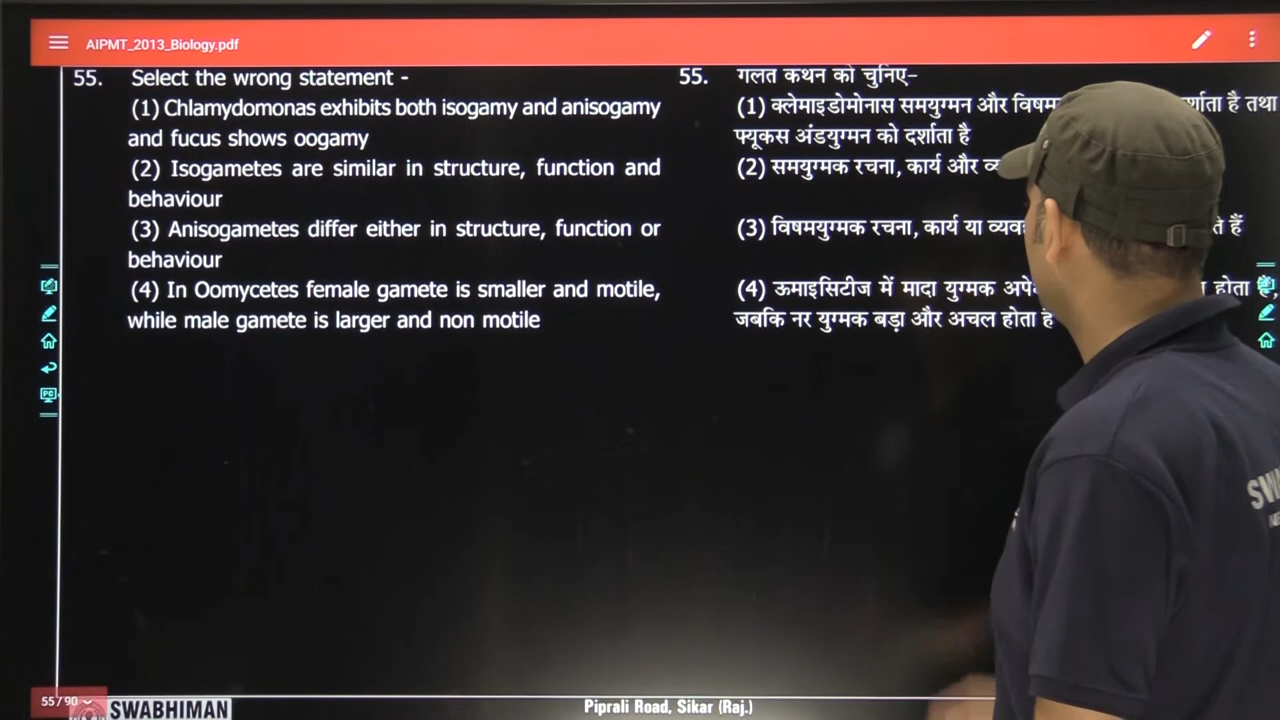 AIPMT_2013_Biology.pdf
55. Select the wrong statement -
(1) Chlamydomonas exhibits both isogamy and anisogamy
and fucus shows oogamy
(2) Isogametes are similar in structure, function and
behaviour
(3) Anisogametes differ either in structure, function or
behaviour
(4) In Oomycetes female gamete is smaller and motile,
while male gamete is larger and non motile
55. गलत कथन को चुनिए–
(1) क्लेमाइडोमोनास समयुग्मन और है तथा
फ्यूकस अंडयुग्मन को दर्शाता है
(2) समयुग्मक रचना, कार्य और
(3) विषमयुग्मक रचना, कार्य या हैं
(4) ऊमाइसिटीज में मादा युग्मक होता है,
जबकि नर युग्मक बड़ा और अचल होता है
PC
55/90
SWABHIMAN
Piprali Road, Sikar (Raj.)